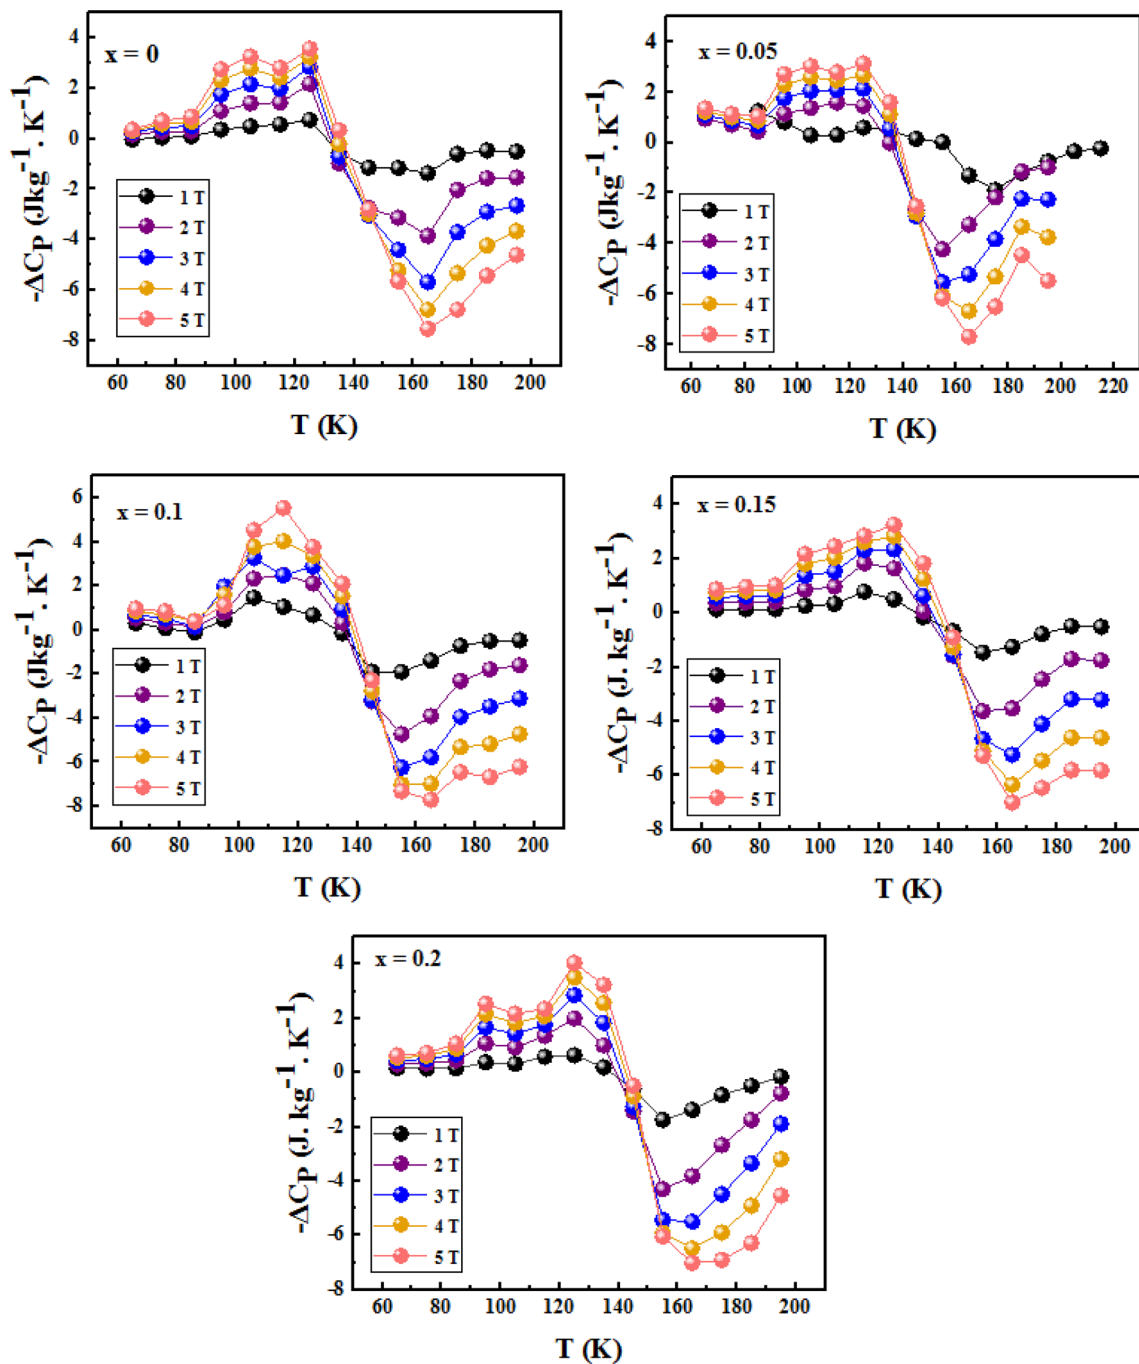 x = 0
4
2
0
-2
-4
-6
-8
-ΔCP (Jkg-1. K-1)
1 T
2 T
3 T
4 T
5 T
60 80 100 120 140 160 180 200
T (K)
x = 0.05
4
2
0
-2
-4
-6
-8
-ΔCP (Jkg-1. K-1)
1 T
2 T
3 T
4 T
5 T
60 80 100 120 140 160 180 200 220
T (K)
x = 0.1
6
4
2
0
-2
-4
-6
-8
-ΔCP (Jkg-1. K-1)
1 T
2 T
3 T
4 T
5 T
60 80 100 120 140 160 180 200
T (K)
x = 0.15
4
2
0
-2
-4
-6
-8
-ΔCP (J. kg-1. K-1)
1 T
2 T
3 T
4 T
5 T
60 80 100 120 140 160 180 200
T (K)
x = 0.2
4
2
0
-2
-4
-6
-8
-ΔCP (J. kg-1. K-1)
1 T
2 T
3 T
4 T
5 T
60 80 100 120 140 160 180 200
T (K)